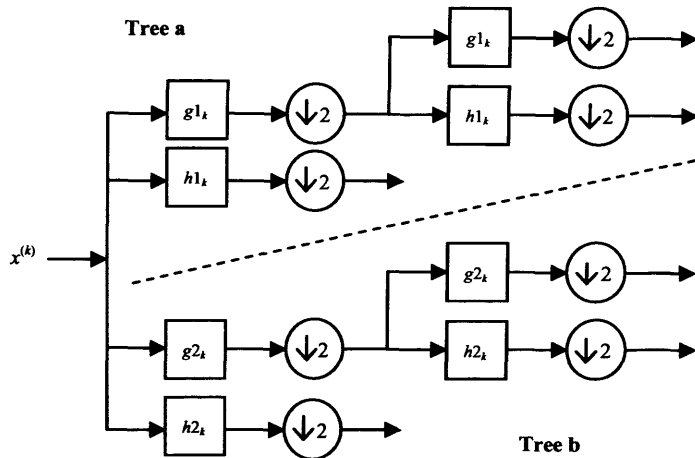 Tree a
g1ₖ
↓2
g1ₖ
↓2
h1ₖ
↓2
h1ₖ
↓2
x⁽ᵏ⁾
g2ₖ
↓2
g2ₖ
↓2
h2ₖ
↓2
h2ₖ
↓2
Tree b